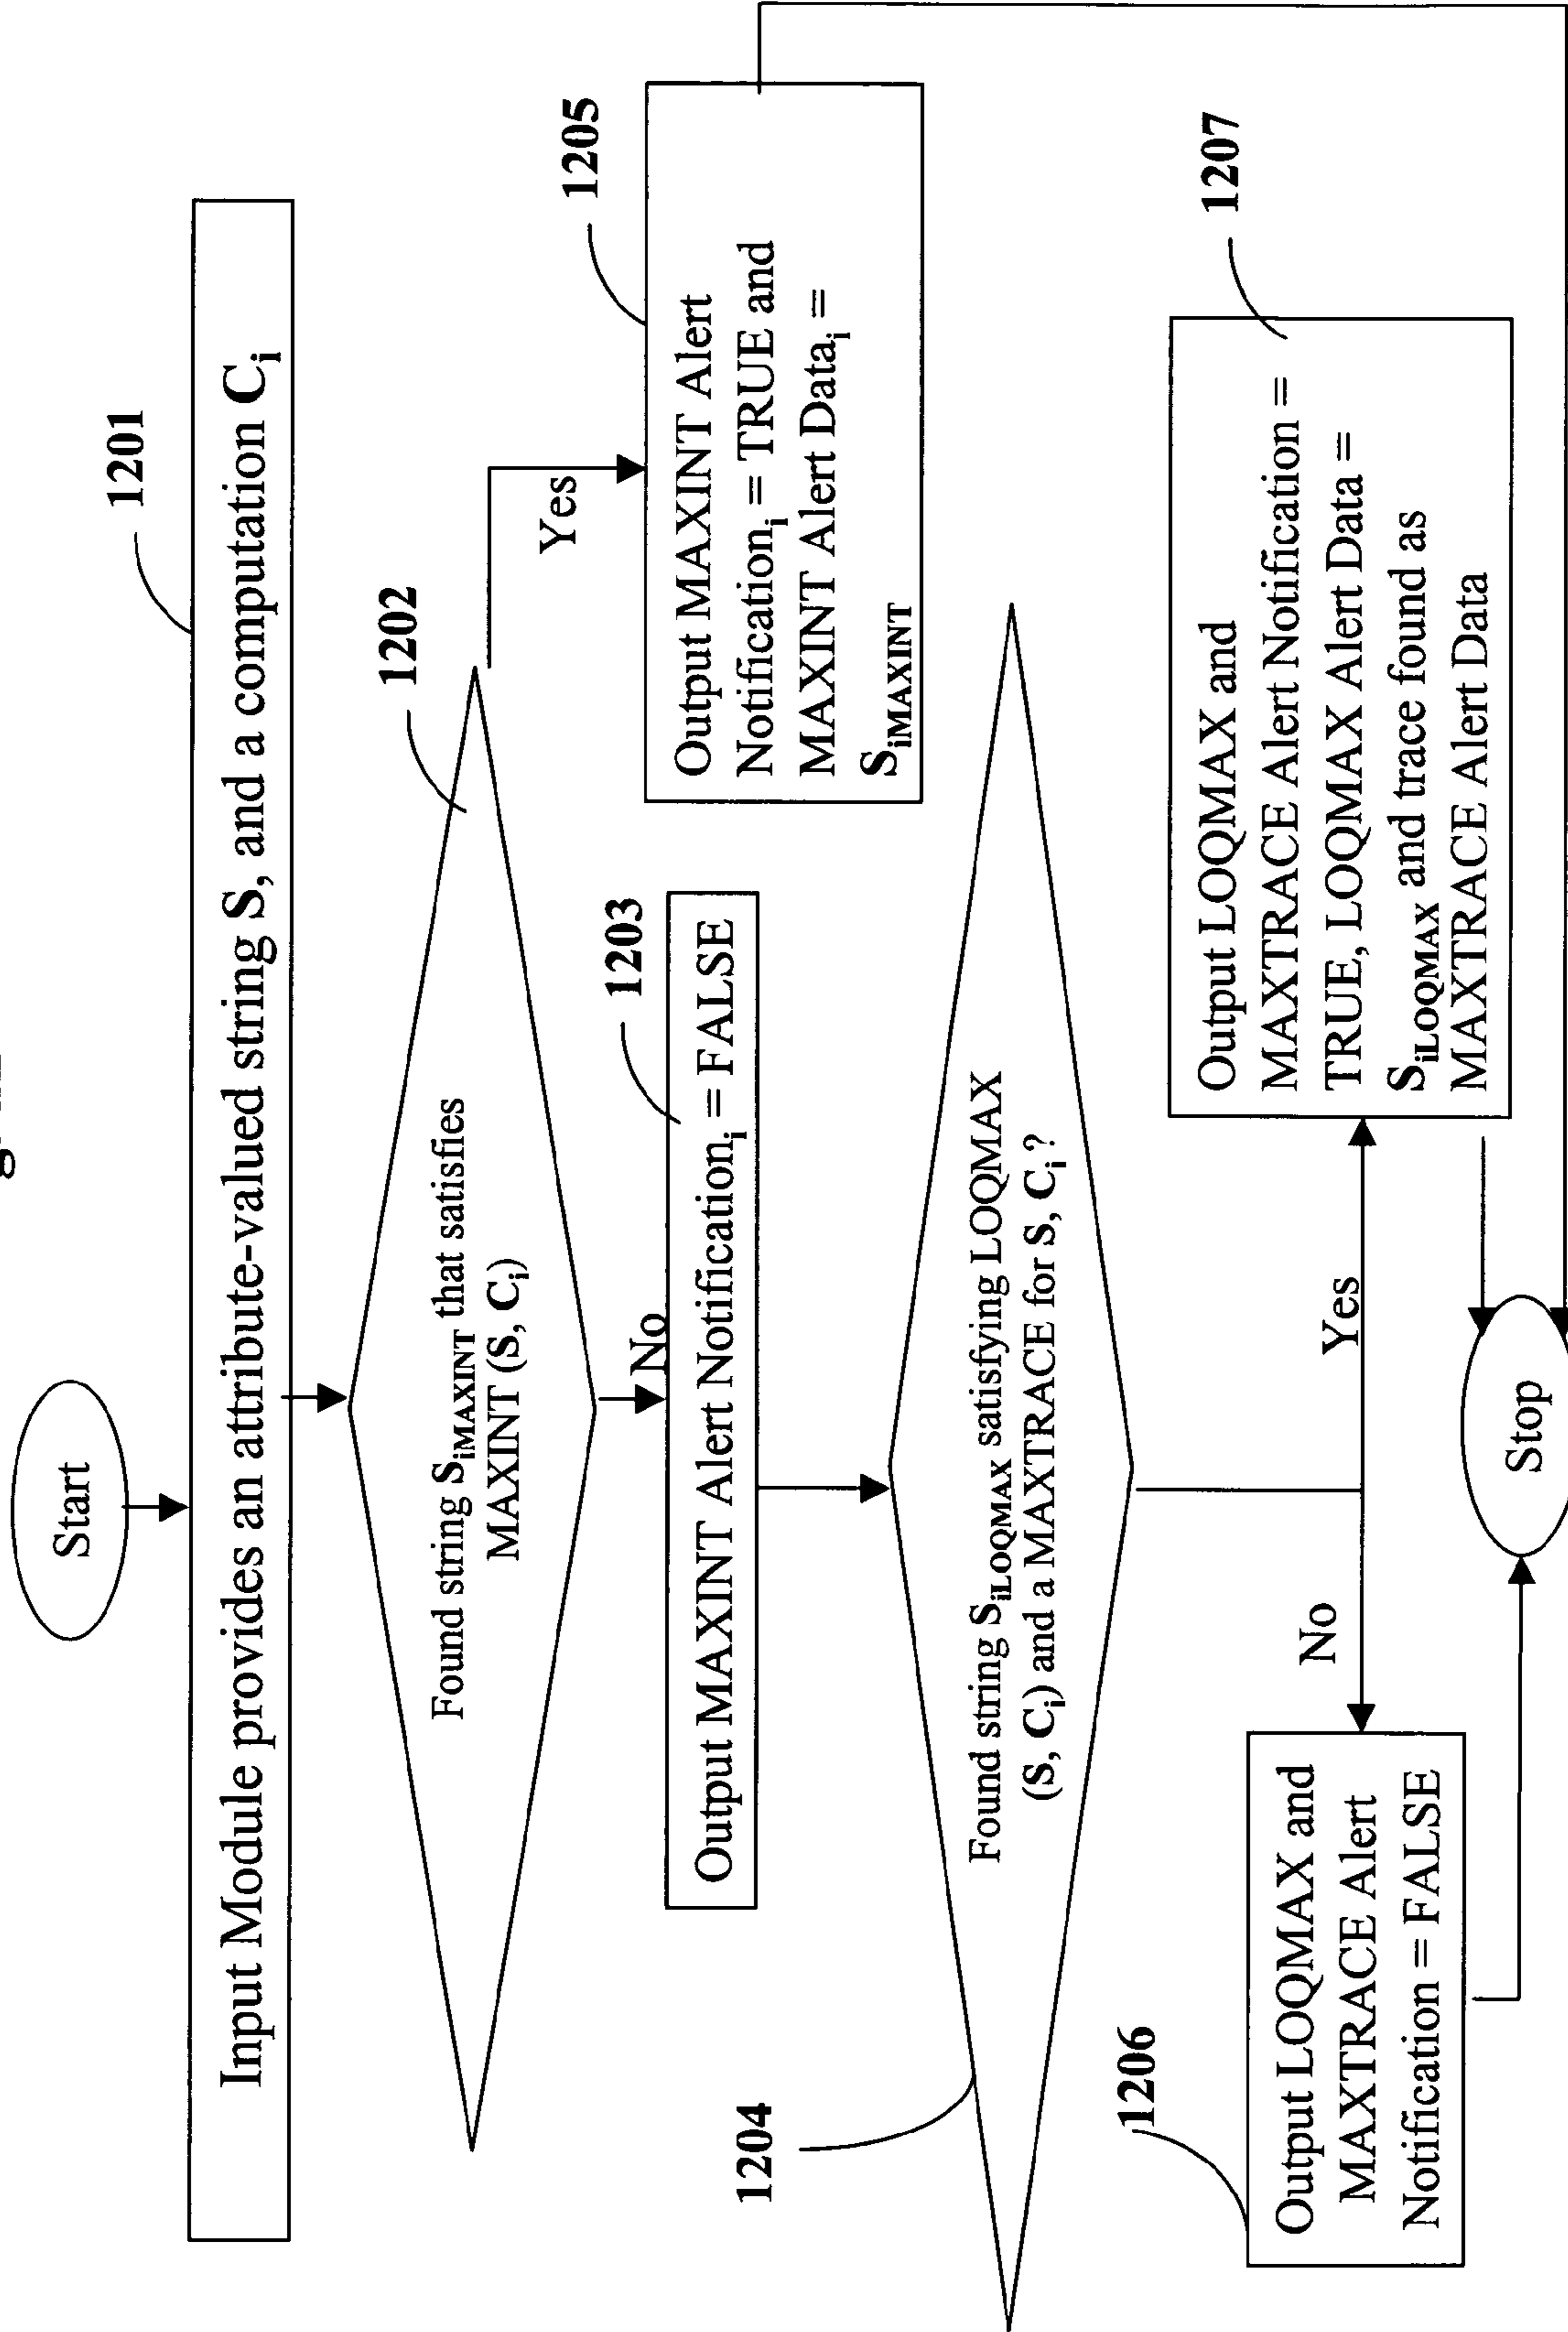 Start
1201
Input Module provides an attribute-valued string S, and a computation Ci
1202
Found string SiMAXINT that satisfies
MAXINT (S, Ci)
Yes
1205
Output MAXINT Alert
Notificationi = TRUE and
MAXINT Alert Datai =
SiMAXINT
No
1203
Output MAXINT Alert Notificationi = FALSE
1204
Found string SiLOQMAX satisfying LOQMAX
(S, Ci) and a MAXTRACE for S, Ci?
No
Yes
1206
Output LOQMAX and
MAXTRACE Alert
Notification = FALSE
1207
Output LOQMAX and
MAXTRACE Alert Notification =
TRUE, LOQMAX Alert Data =
SiLOQMAX and trace found as
MAXTRACE Alert Data
Stop